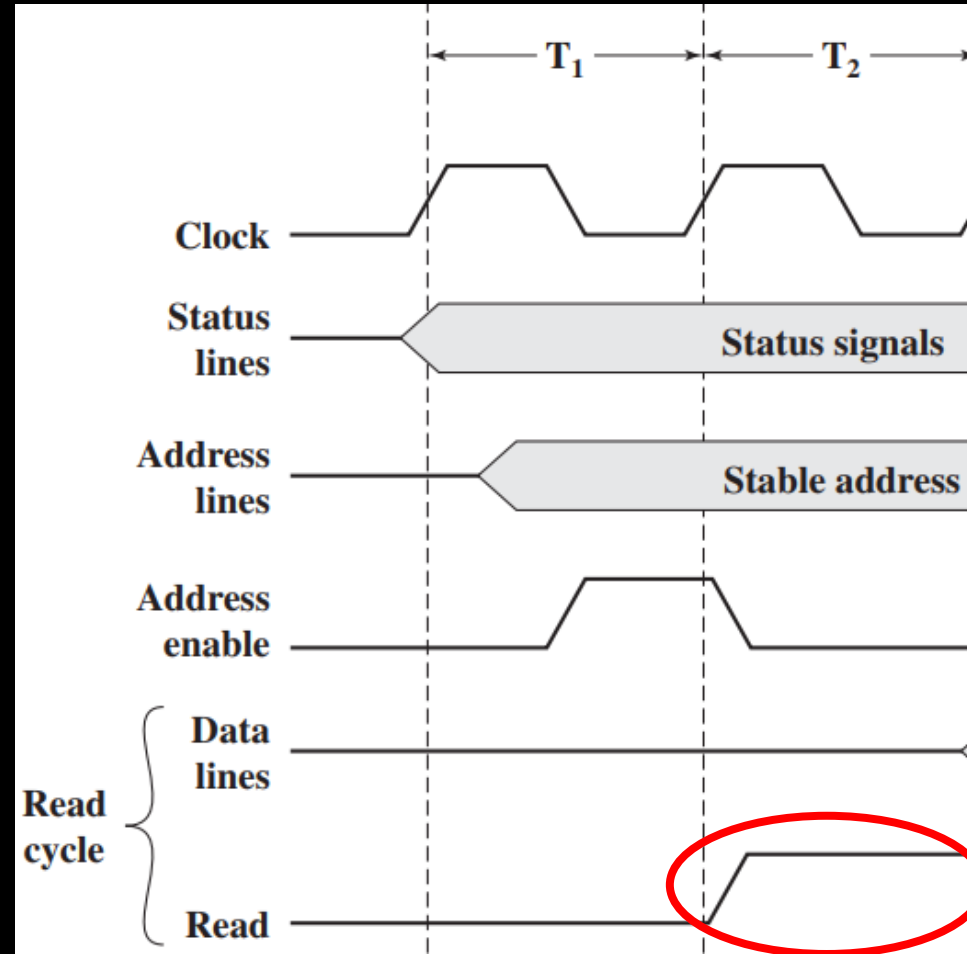 T1
T2
Clock
Status
lines
Status signals
Address
lines
Stable address
Address
enable
Data
lines
Read
cycle
Read